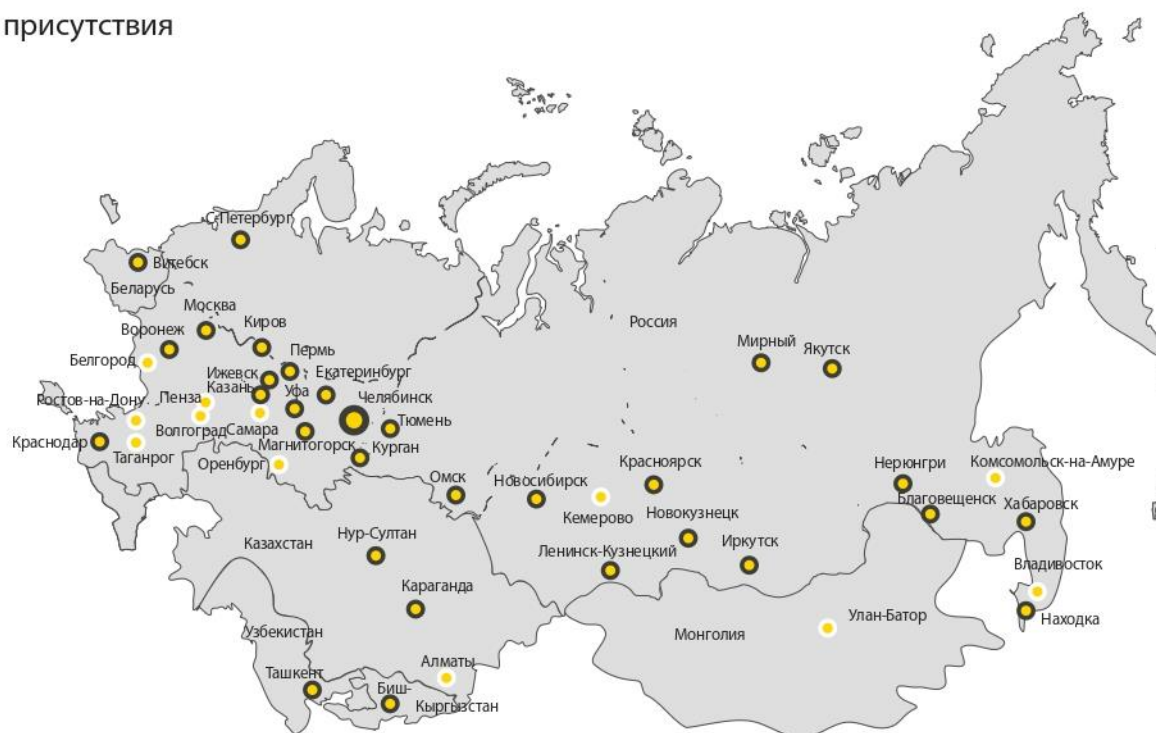 присутствия
С-Петербург
Витебск
Беларусь
Москва
Воронеж
Киров
Россия
Мирный
Якутск
Белгород
Пермь
Ижевск
Екатеринбург
Казань
Уфа
Челябинск
Ростов-на-Дону
Пенза
Тюмень
Волгоград
Самара
Краснодар
Магнитогорск
Курган
Таганрог
Оренбург
Омск
Новосибирск
Красноярск
Нерюнгри
Комсомольск-на-Амуре
Кемерово
Благовещенск
Хабаровск
Новокузнецк
Казахстан
Нур-Султан
Ленинск-Кузнецкий
Иркутск
Владивосток
Караганда
Улан-Батор
Находка
Узбекистан
Монголия
Ташкент
Алматы
Биш-
Кыргызстан